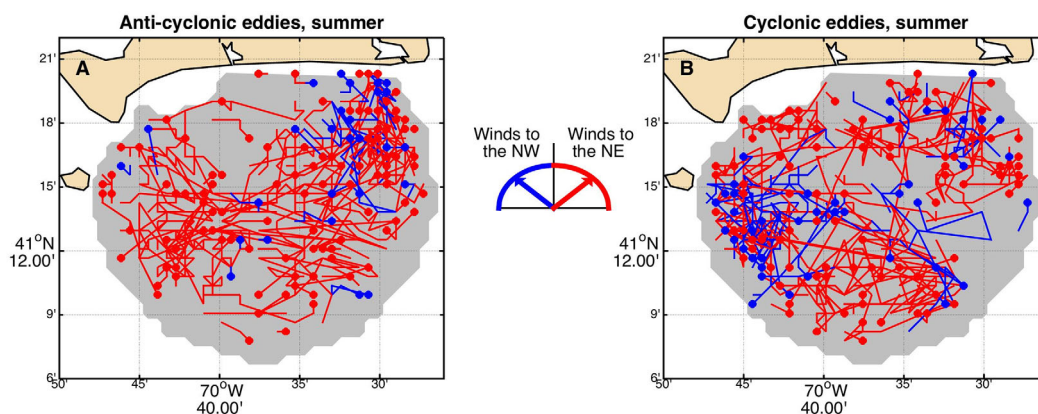 Anti-cyclonic eddies, summer
A
21'
18'
15'
41°N
12.00'
9'
6'
50'
45'
70°W
40.00'
35'
30'
Winds to
the NW
Winds to
the NE
Cyclonic eddies, summer
B
21'
18'
15'
41°N
12.00'
9'
6'
50'
45'
70°W
40.00'
35'
30'